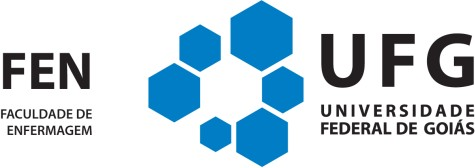 FEN
FACULDADE DE
ENFERMAGEM
UFG
UNIVERSIDADE
FEDERAL DE GOIÁS